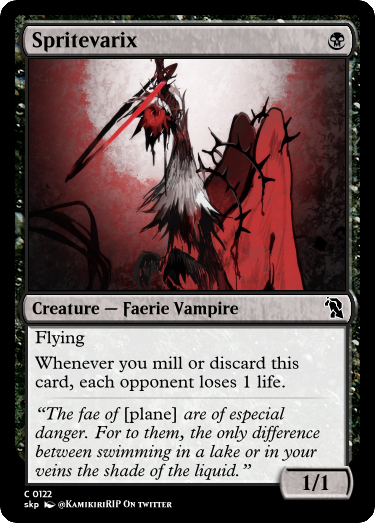 Spritevarix
Creature — Faerie Vampire
Flying
Whenever you mill or discard this
card, each opponent loses 1 life.
“The fae of [plane] are of especial
danger. For to them, the only difference
between swimming in a lake or in your
veins the shade of the liquid.”
1/1
C 0122
skp @KamikiriRIP On twitter